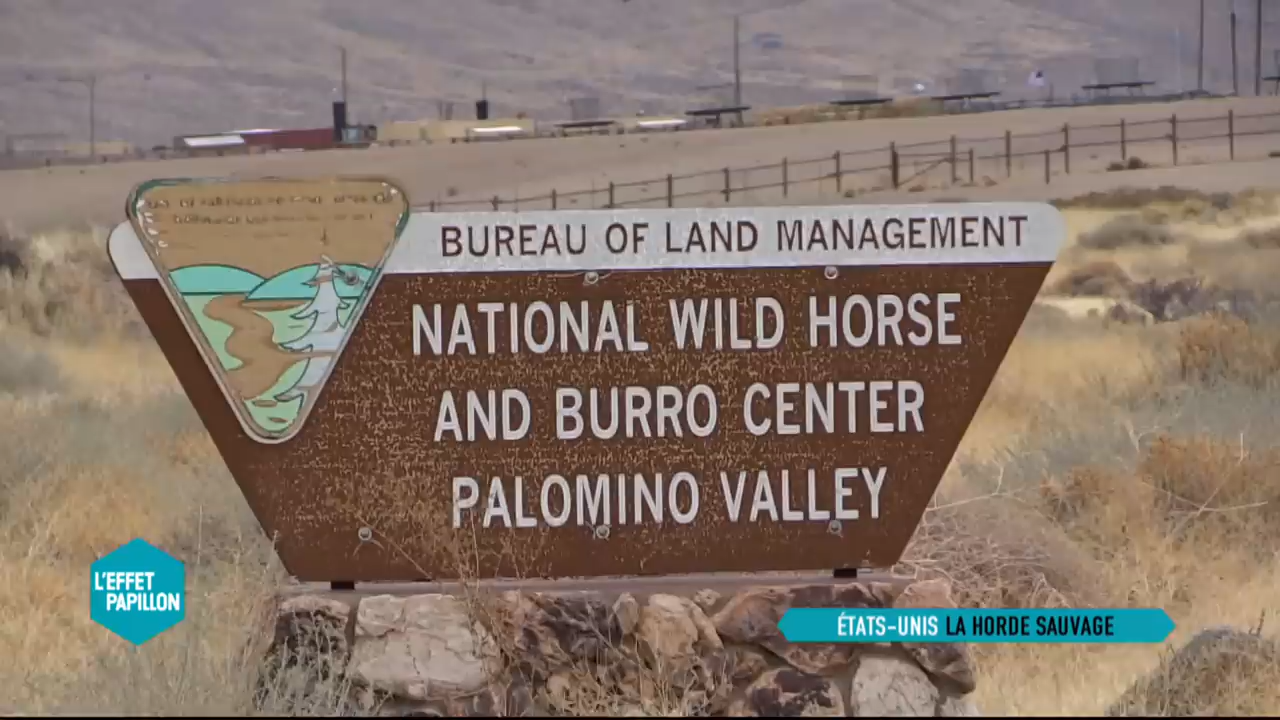 BUREAU OF LAND MANAGEMENT
NATIONAL WILD HORSE
AND BURRO CENTER
PALOMINO VALLEY
L'EFFET
PAPILLON
ÉTATS-UNIS LA HORDE SAUVAGE